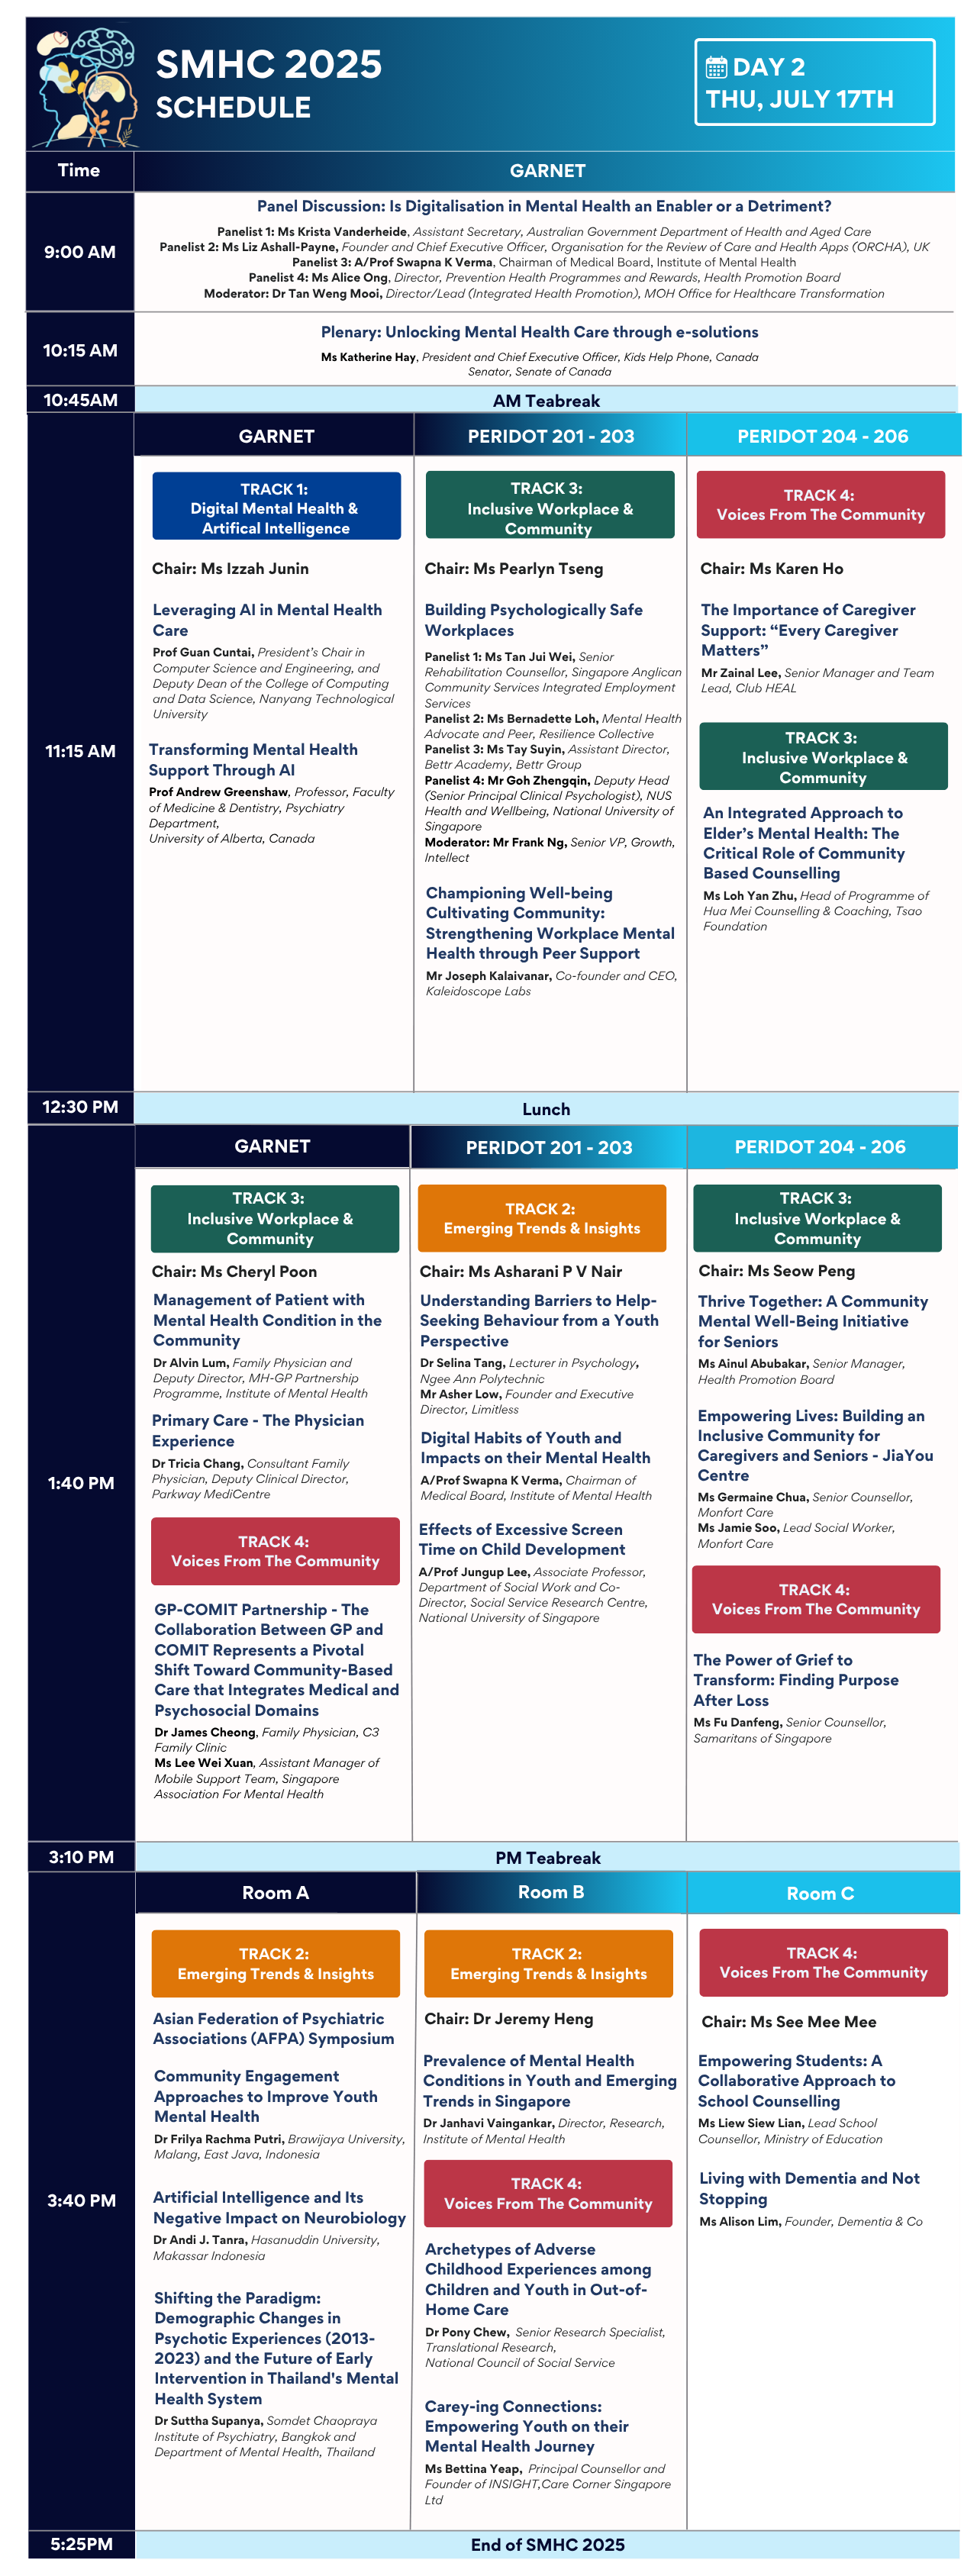 SMHC 2025
SCHEDULE
DAY 2
THU, JULY 17TH
Time
GARNET
9:00 AM
Panel Discussion: Is Digitalisation in Mental Health an Enabler or a Detriment?
Panelist 1: Ms Krista Vanderheide, Assistant Secretary, Australian Government Department of Health and Aged Care
Panelist 2: Ms Liz Ashall-Payne, Founder and Chief Executive Officer, Organisation for the Review of Care and Health Apps (ORCHA), UK
Panelist 3: A/Prof Swapna K Verma, Chairman of Medical Board, Institute of Mental Health
Panelist 4: Ms Alice Ong, Director, Prevention Health Programmes and Rewards, Health Promotion Board
Moderator: Dr Tan Weng Mooi, Director/Lead (Integrated Health Promotion), MOH Office for Healthcare Transformation
10:15 AM
Plenary: Unlocking Mental Health Care through e-solutions
Ms Katherine Hay, President and Chief Executive Officer, Kids Help Phone, Canada
Senator, Senate of Canada
10:45AM
AM Teabreak
11:15 AM
GARNET
TRACK 1:
Digital Mental Health &
Artifical Intelligence
Chair: Ms Izzah Junin
Leveraging AI in Mental Health
Care
Prof Guan Cuntai, President's Chair in
Computer Science and Engineering, and
Deputy Dean of the College of Computing
and Data Science, Nanyang Technological
University
Transforming Mental Health
Support Through AI
Prof Andrew Greenshaw, Professor, Faculty
of Medicine & Dentistry, Psychiatry
Department,
University of Alberta, Canada
PERIDOT 201 - 203
TRACK 3:
Inclusive Workplace &
Community
Chair: Ms Pearlyn Tseng
Building Psychologically Safe
Workplaces
Panelist 1: Ms Tan Jui Wei, Senior
Rehabilitation Counsellor, Singapore Anglican
Community Services Integrated Employment
Services
Panelist 2: Ms Bernadette Loh, Mental Health
Advocate and Peer, Resilience Collective
Panelist 3: Ms Tay Suyin, Assistant Director,
Bettr Academy, Bettr Group
Panelist 4: Mr Goh Zhengqin, Deputy Head
(Senior Principal Clinical Psychologist), NUS
Health and Wellbeing, National University of
Singapore
Moderator: Mr Frank Ng, Senior VP, Growth,
Intellect
Championing Well-being
Cultivating Community:
Strengthening Workplace Mental
Health through Peer Support
Mr Joseph Kalaivanar, Co-founder and CEO,
Kaleidoscope Labs
PERIDOT 204 - 206
TRACK 4:
Voices From The Community
Chair: Ms Karen Ho
The Importance of Caregiver
Support: “Every Caregiver
Matters”
Mr Zainal Lee, Senior Manager and Team
Lead, Club HEAL
TRACK 3:
Inclusive Workplace &
Community
An Integrated Approach to
Elder's Mental Health: The
Critical Role of Community
Based Counselling
Ms Loh Yan Zhu, Head of Programme of
Hua Mei Counselling & Coaching, Tsao
Foundation
12:30 PM
Lunch
1:40 PM
GARNET
TRACK 3:
Inclusive Workplace &
Community
Chair: Ms Cheryl Poon
Management of Patient with
Mental Health Condition in the
Community
Dr Alvin Lum, Family Physician and
Deputy Director, MH-GP Partnership
Programme, Institute of Mental Health
Primary Care - The Physician
Experience
Dr Tricia Chang, Consultant Family
Physician, Deputy Clinical Director,
Parkway MediCentre
TRACK 4:
Voices From The Community
GP-COMIT Partnership - The
Collaboration Between GP and
COMIT Represents a Pivotal
Shift Toward Community-Based
Care that Integrates Medical and
Psychosocial Domains
Dr James Cheong, Family Physician, C3
Family Clinic
Ms Lee Wei Xuan, Assistant Manager of
Mobile Support Team, Singapore
Association For Mental Health
PERIDOT 201 - 203
TRACK 2:
Emerging Trends & Insights
Chair: Ms Asharani P V Nair
Understanding Barriers to Help-
Seeking Behaviour from a Youth
Perspective
Dr Selina Tang, Lecturer in Psychology,
Ngee Ann Polytechnic
Mr Asher Low, Founder and Executive
Director, Limitless
Digital Habits of Youth and
Impacts on their Mental Health
A/Prof Swapna K Verma, Chairman of
Medical Board, Institute of Mental Health
Effects of Excessive Screen
Time on Child Development
A/Prof Jungup Lee, Associate Professor,
Department of Social Work and Co-
Director, Social Service Research Centre,
National University of Singapore
PERIDOT 204 - 206
TRACK 3:
Inclusive Workplace &
Community
Chair: Ms Seow Peng
Thrive Together: A Community
Mental Well-Being Initiative
for Seniors
Ms Ainul Abubakar, Senior Manager,
Health Promotion Board
Empowering Lives: Building an
Inclusive Community for
Caregivers and Seniors - JiaYou
Centre
Ms Germaine Chua, Senior Counsellor,
Monfort Care
Ms Jamie Soo, Lead Social Worker,
Monfort Care
TRACK 4:
Voices From The Community
The Power of Grief to
Transform: Finding Purpose
After Loss
Ms Fu Danfeng, Senior Counsellor,
Samaritans of Singapore
3:10 PM
PM Teabreak
3:40 PM
Room A
TRACK 2:
Emerging Trends & Insights
Asian Federation of Psychiatric
Associations (AFPA) Symposium
Community Engagement
Approaches to Improve Youth
Mental Health
Dr Frilya Rachma Putri, Brawijaya University,
Malang, East Java, Indonesia
Artificial Intelligence and Its
Negative Impact on Neurobiology
Dr Andi J. Tanra, Hasanuddin University,
Makassar Indonesia
Shifting the Paradigm:
Demographic Changes in
Psychotic Experiences (2013-
2023) and the Future of Early
Intervention in Thailand's Mental
Health System
Dr Suttha Supanya, Somdet Chaopraya
Institute of Psychiatry, Bangkok and
Department of Mental Health, Thailand
Room B
TRACK 2:
Emerging Trends & Insights
Chair: Dr Jeremy Heng
Prevalence of Mental Health
Conditions in Youth and Emerging
Trends in Singapore
Dr Janhavi Vaingankar, Director, Research,
Institute of Mental Health
TRACK 4:
Voices From The Community
Archetypes of Adverse
Childhood Experiences among
Children and Youth in Out-of-
Home Care
Dr Pony Chew, Senior Research Specialist,
Translational Research,
National Council of Social Service
Carey-ing Connections:
Empowering Youth on their
Mental Health Journey
Ms Bettina Yeap, Principal Counsellor and
Founder of INSIGHT,Care Corner Singapore
Ltd
Room C
TRACK 4:
Voices From The Community
Chair: Ms See Mee Mee
Empowering Students: A
Collaborative Approach to
School Counselling
Ms Liew Siew Lian, Lead School
Counsellor, Ministry of Education
Living with Dementia and Not
Stopping
Ms Alison Lim, Founder, Dementia & Co
5:25PM
End of SMHC 2025